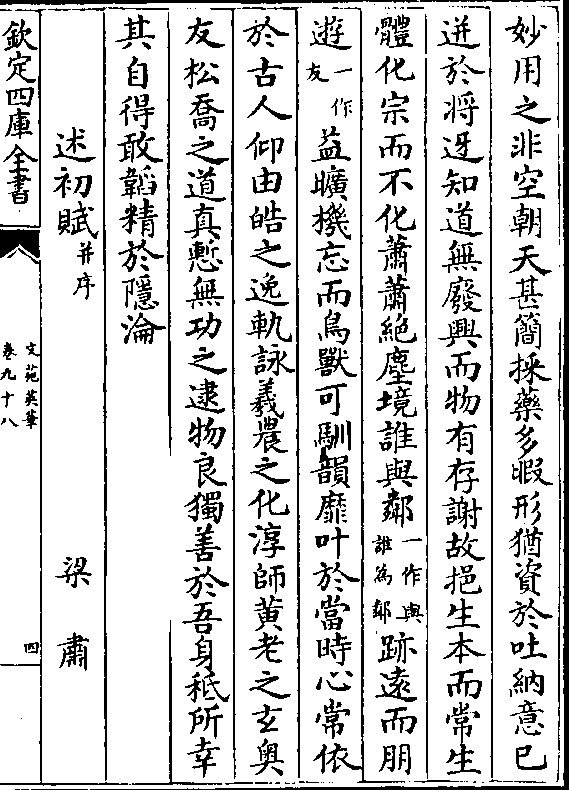 妙用之非空朝天甚簡採藥多暇形猶資於吐納意已
迸於將迓知道無廢興而物有存謝故挹生本而常生
體化宗而不化蕭蕭絶塵境誰與鄰一作與誰為鄰跡遠而朋
遊一作友益曠機忘而鳥獸可馴韻靡叶於當時心常依
於古人仰由皓之逸軌詠羲農之化淳師黄老之玄奥
友松喬之道真慙無功之逮物良獨善於吾身秪所幸
其自得敢韜精於隱淪
述初賦并序 梁肅
欽定四庫全書
文苑英華
卷九十八
四